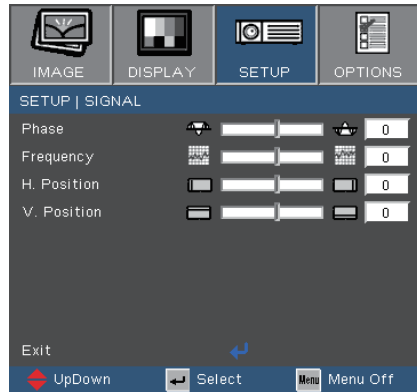 IMAGE DISPLAY SETUP OPTIONS
SETUP | SIGNAL
Phase 0
Frequency 0
H. Position 0
V. Position 0
Exit
UpDown Select Menu Menu Off